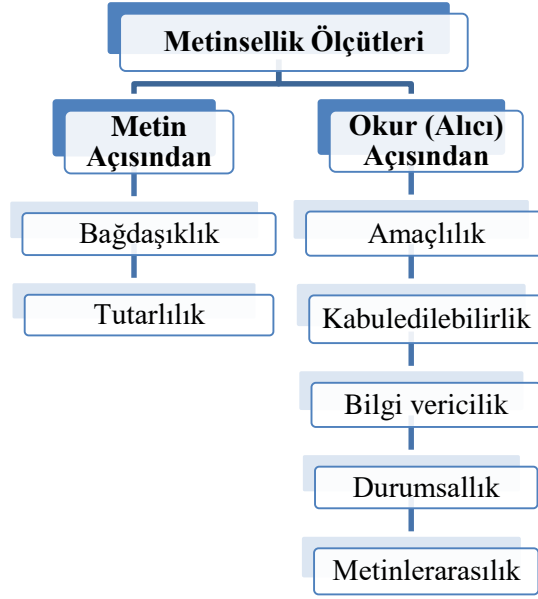 Metinsellik Ölçütleri
Metin
Açısından
Bağdaşıklık
Tutarlılık
Okur (Alıcı)
Açısından
Amaçlılık
Kabuledilebilirlik
Bilgi vericilik
Durumsallık
Metinlerarasılık